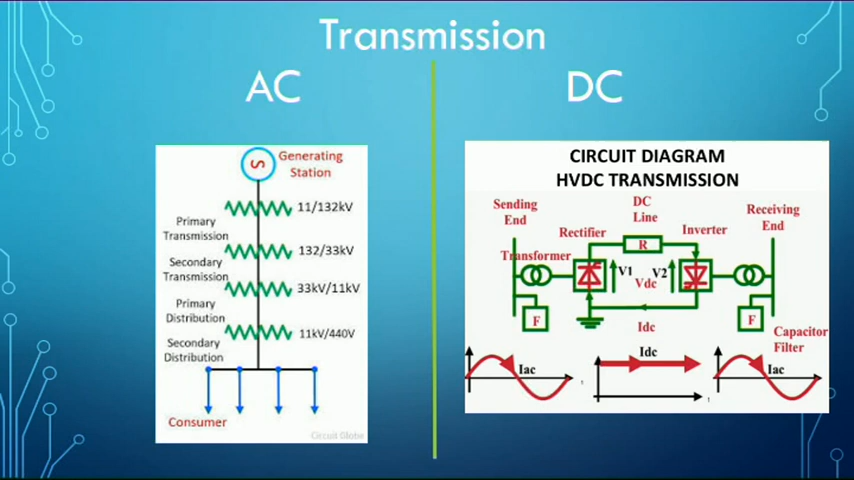 Transmission
AC
DC
Generating
Station
11/132kV
Primary
Transmission
132/33kV
Secondary
Transmission
33kV/11kV
Primary
Distribution
11kV/440V
Secondary
Distribution
Consumer
Circuit Globe
CIRCUIT DIAGRAM
HVDC TRANSMISSION
Sending
End
DC
Line
Receiving
End
Rectifier
Inverter
R
Transformer
V1
V2
Vdc
F
F
Idc
Capacitor
Filter
Iac
Idc
Iac
t
t